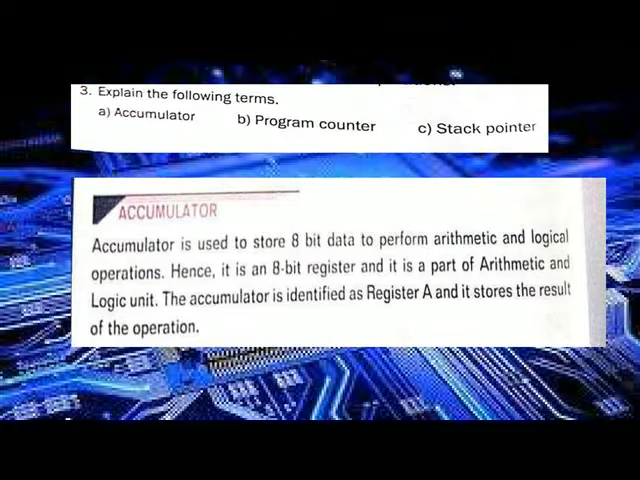 3. Explain the following terms.
a) Accumulator b) Program counter c) Stack pointer
ACCUMULATOR
Accumulator is used to store 8 bit data to perform arithmetic and logical
operations. Hence, it is an 8-bit register and it is a part of Arithmetic and
Logic unit. The accumulator is identified as Register A and it stores the result
of the operation.